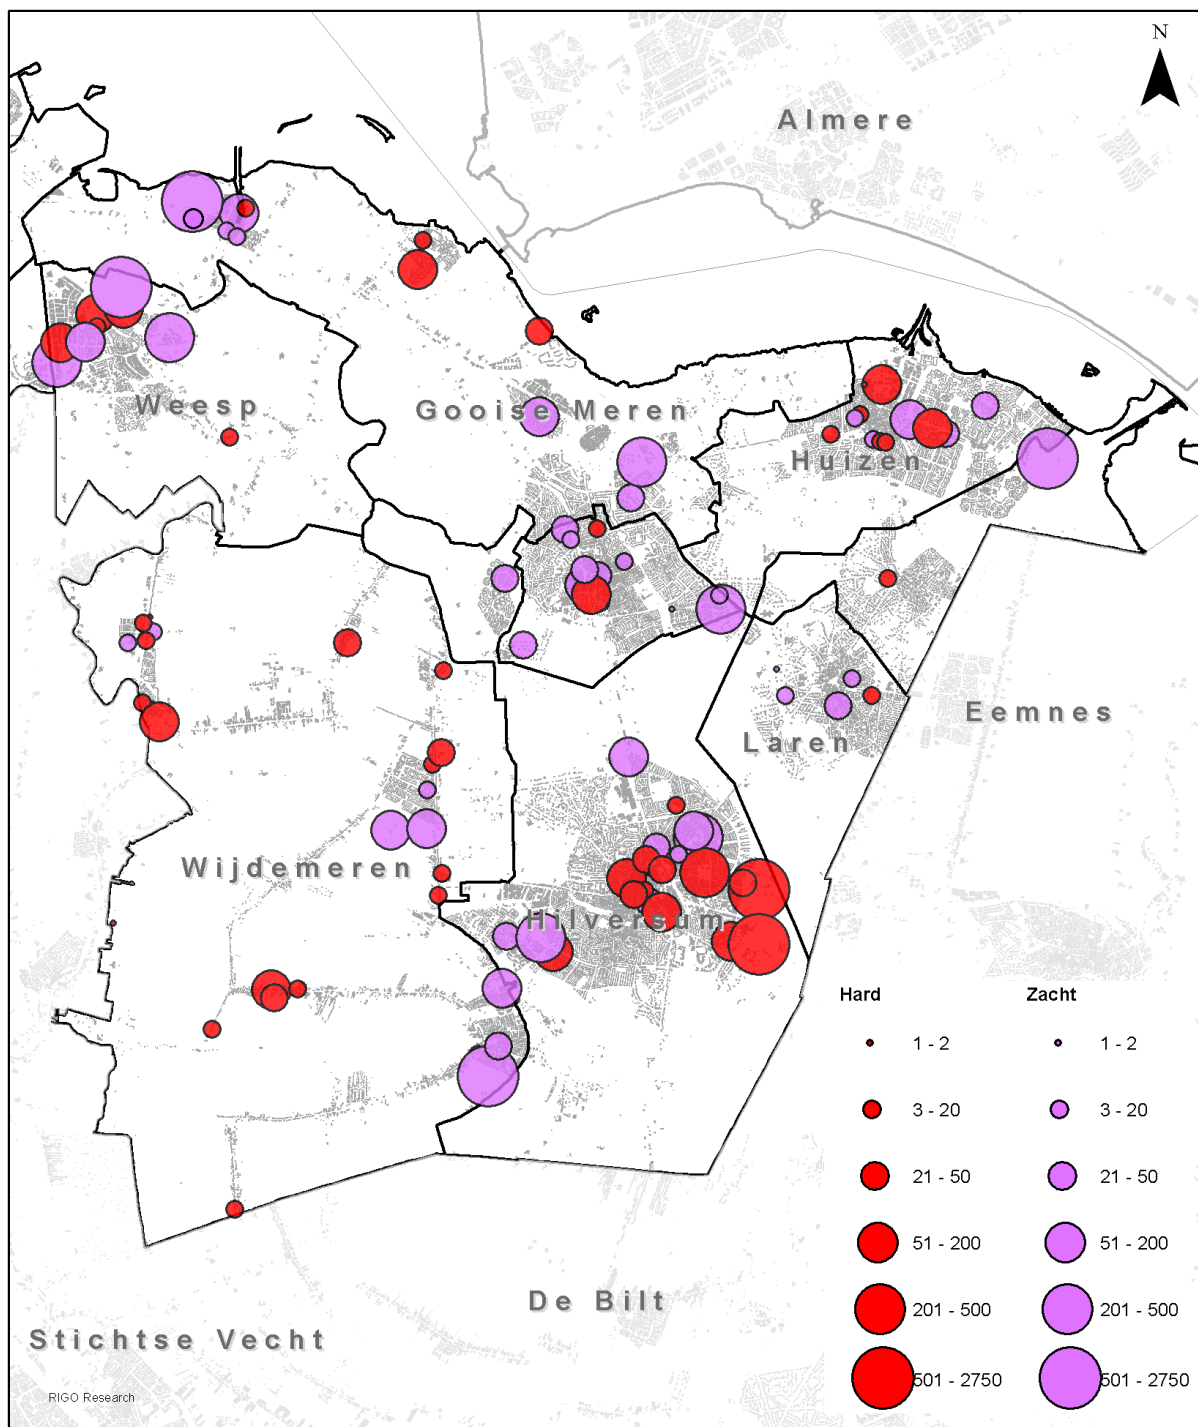 N
Almere
Weesp
Gooise Meren
Huizen
Eemnes
Laren
Wijdemeren
Hilversum
Hard
Zacht
1 - 2
1 - 2
3 - 20
3 - 20
21 - 50
21 - 50
51 - 200
51 - 200
201 - 500
201 - 500
501 - 2750
501 - 2750
De Bilt
Stichtse Vecht
RIGO Research